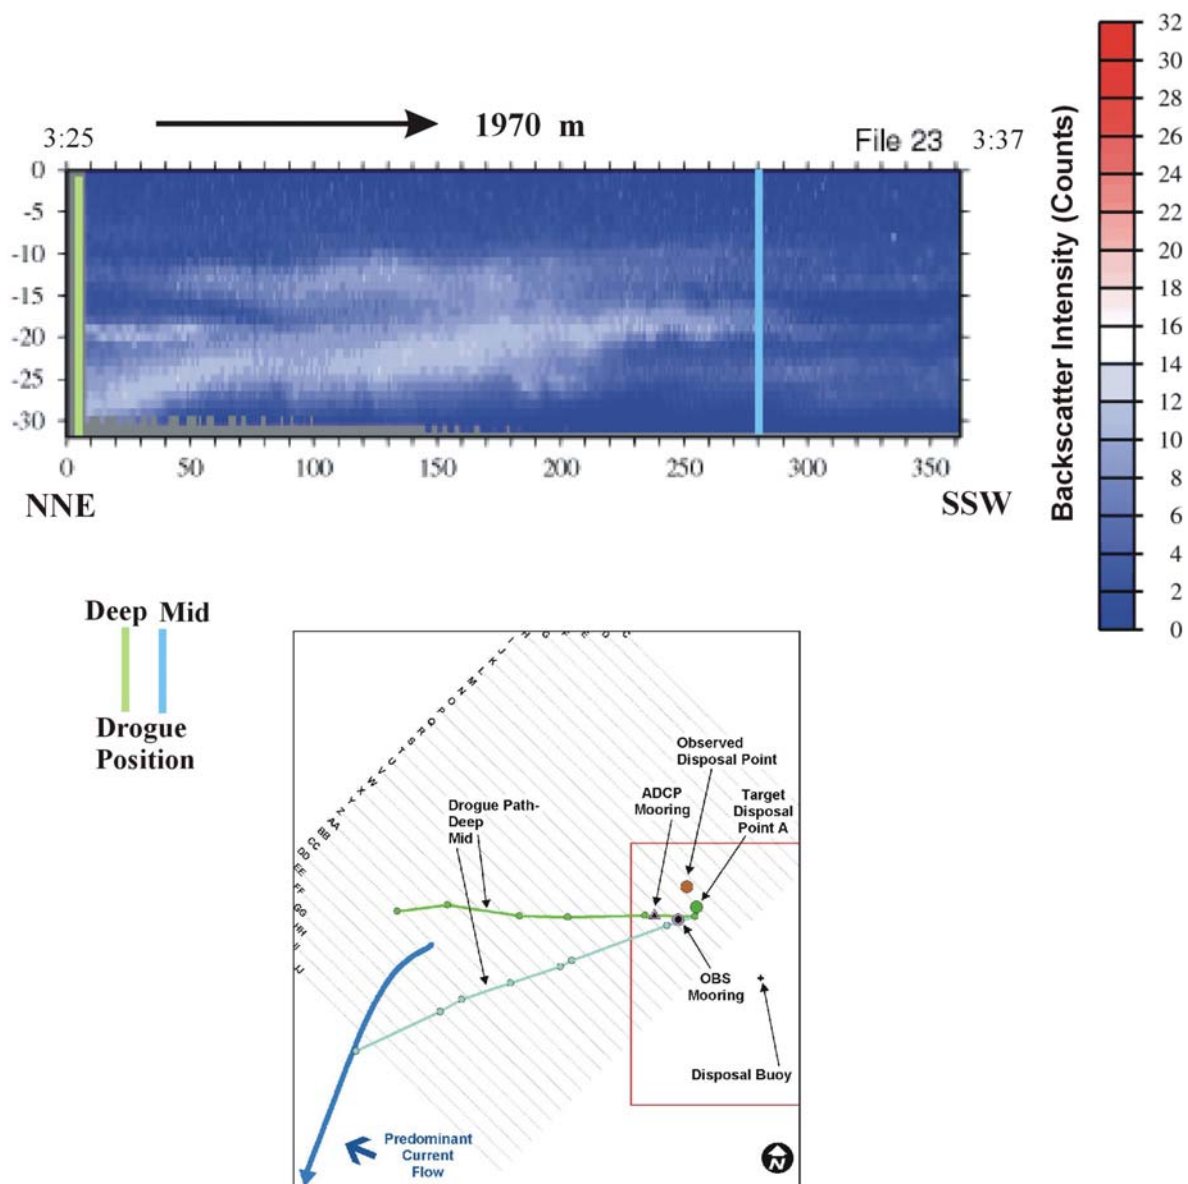 3:25
1970 m
File 23
3:37
0
-5
-10
-15
-20
-25
-30
0 50 100 150 200 250 300 350
NNE
SSW
Backscatter Intensity (Counts)
32
30
28
26
24
22
20
18
16
14
12
10
8
6
4
2
0
Deep Mid
Drogue
Position
H
G
F
E
D
C
I
J
K
L
M
N
O
P
Q
R
S
T
U
V
W
X
Y
Z
AA
BB
CC
DD
EE
FF
GG
HH
II
JJ
Observed
Disposal Point
ADCP
Mooring
Target
Disposal
Point A
Drogue Path-
Deep
Mid
OBS
Mooring
Disposal Buoy
Predominant
Current
Flow
N